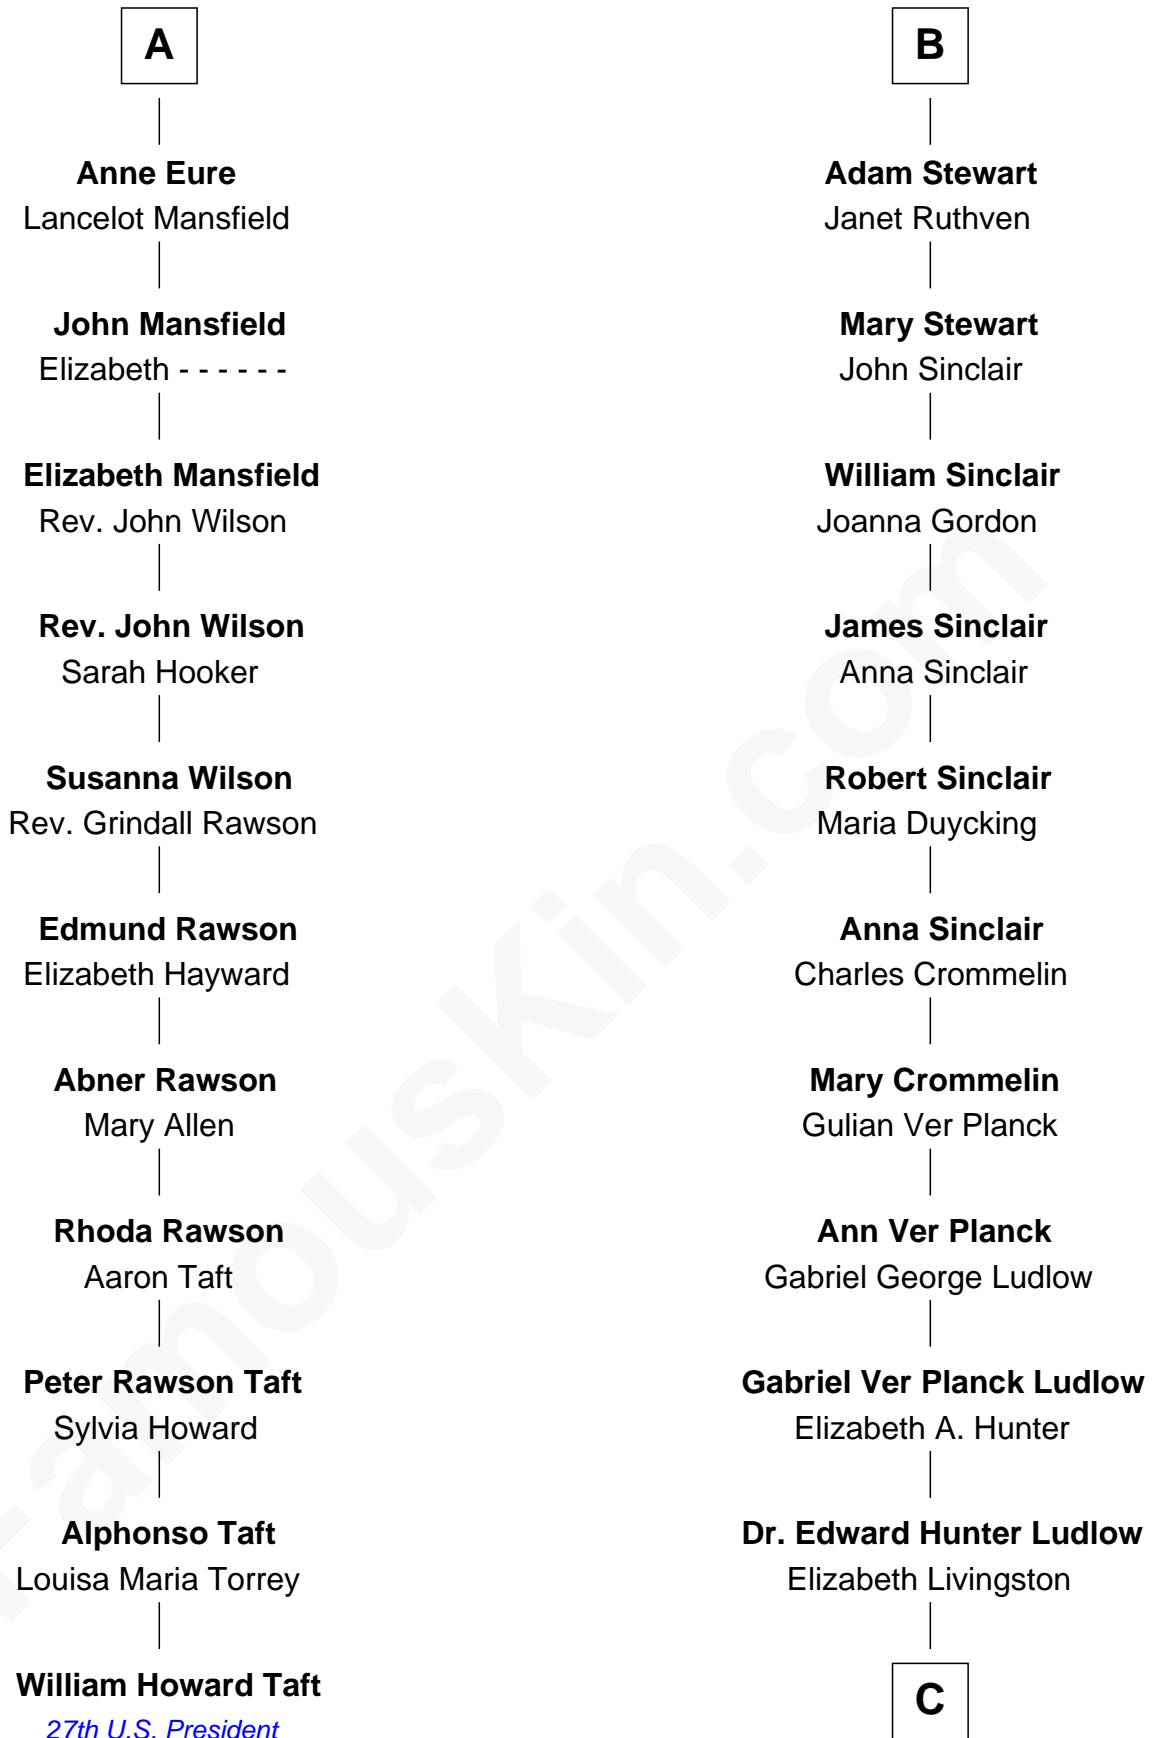 A
Anne Eure
Lancelot Mansfield
John Mansfield
Elizabeth - - - - - -
Elizabeth Mansfield
Rev. John Wilson
Rev. John Wilson
Sarah Hooker
Susanna Wilson
Rev. Grindall Rawson
Edmund Rawson
Elizabeth Hayward
Abner Rawson
Mary Allen
Rhoda Rawson
Aaron Taft
Peter Rawson Taft
Sylvia Howard
Alphonso Taft
Louisa Maria Torrey
William Howard Taft
27th U.S. President
B
Adam Stewart
Janet Ruthven
Mary Stewart
John Sinclair
William Sinclair
Joanna Gordon
James Sinclair
Anna Sinclair
Robert Sinclair
Maria Duycking
Anna Sinclair
Charles Crommelin
Mary Crommelin
Gulian Ver Planck
Ann Ver Planck
Gabriel George Ludlow
Gabriel Ver Planck Ludlow
Elizabeth A. Hunter
Dr. Edward Hunter Ludlow
Elizabeth Livingston
C
FamousKin.com